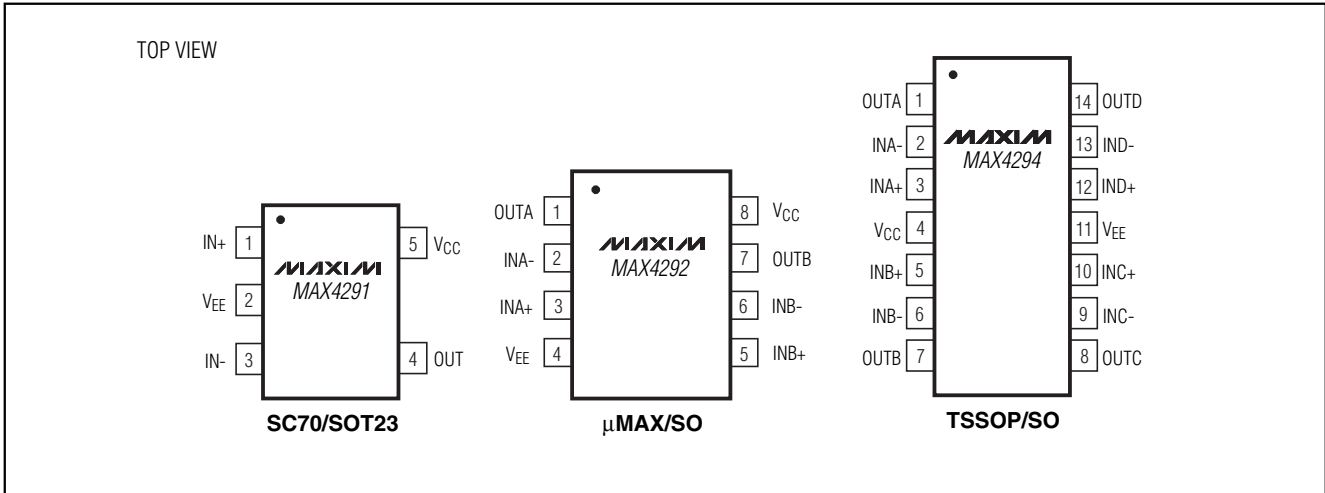 TOP VIEW
IN+ 1
VEE 2
IN- 3
5 VCC
4 OUT
MAXIM
MAX4291
SC70/SOT23
OUTA 1
INA- 2
INA+ 3
VEE 4
8 VCC
7 OUTB
6 INB-
5 INB+
MAXIM
MAX4292
µMAX/SO
OUTA 1
INA- 2
INA+ 3
VCC 4
INB+ 5
INB- 6
OUTB 7
14 OUTD
13 IND-
12 IND+
11 VEE
10 INC+
9 INC-
8 OUTC
MAXIM
MAX4294
TSSOP/SO